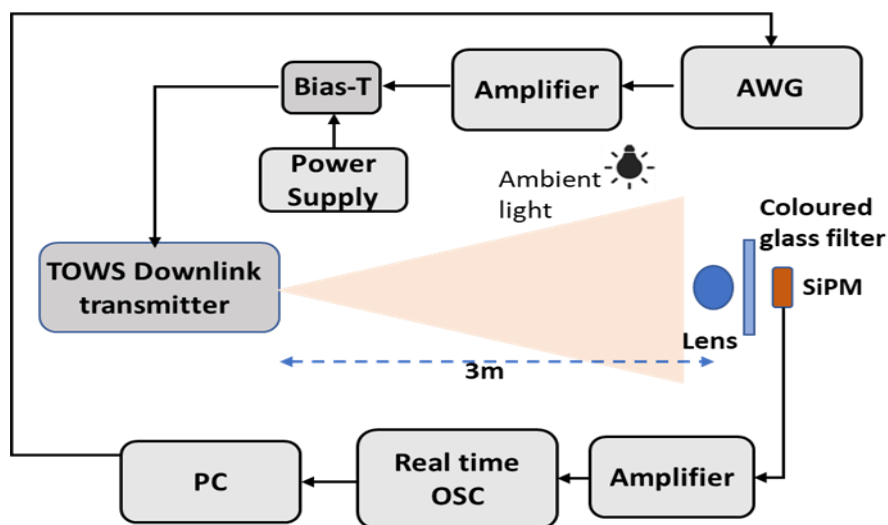 Bias-T
Amplifier
AWG
Power
Supply
Ambient
light
Coloured
glass filter
TOWS Downlink
transmitter
SiPM
Lens
3m
PC
Real time
OSC
Amplifier